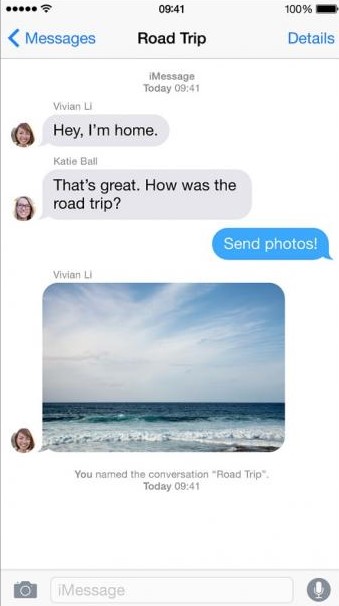 09:41
100%
Messages
Road Trip
Details
iMessage
Today 09:41
Vivian Li
Hey, I’m home.
Katie Ball
That’s great. How was the
road trip?
Send photos!
Vivian Li
You named the conversation “Road Trip”.
Today 09:41
iMessage